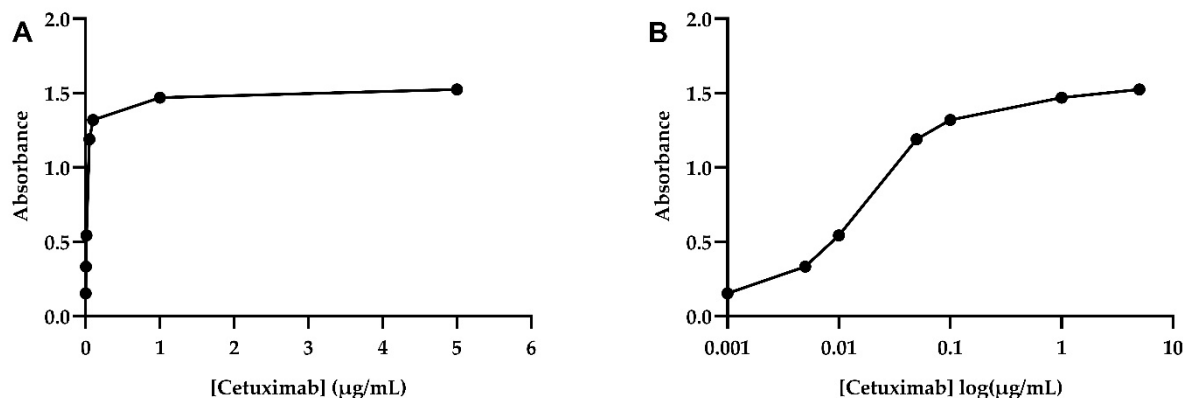 A
2.0
1.5
1.0
0.5
0.0
Absorbance
0 1 2 3 4 5 6
[Cetuximab] (µg/mL)
B
2.0
1.5
1.0
0.5
0.0
Absorbance
0.001 0.01 0.1 1 10
[Cetuximab] log(µg/mL)